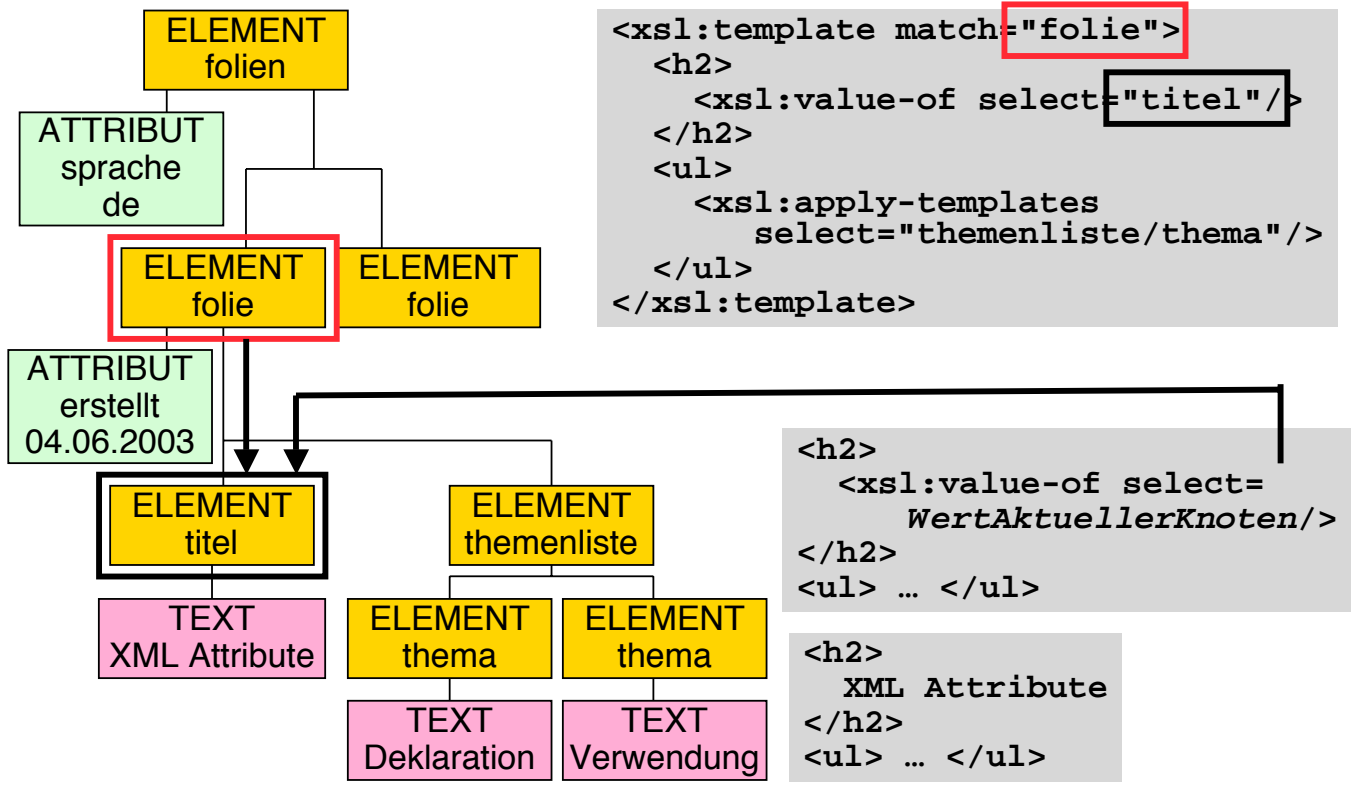 ELEMENT
folien
ATTRIBUT
sprache
de
ELEMENT
folie
ELEMENT
folie
ATTRIBUT
erstellt
04.06.2003
ELEMENT
titel
ELEMENT
themenliste
TEXT
XML Attribute
ELEMENT
thema
ELEMENT
thema
TEXT
Deklaration
TEXT
Verwendung
<xsl:template match="folie">
<h2>
<xsl:value-of select="titel"/>
</h2>
<ul>
<xsl:apply-templates
select="themenliste/thema"/>
</ul>
</xsl:template>
<h2>
<xsl:value-of select=
WertAktuellerKnoten/>
</h2>
<ul> … </ul>
<h2>
XML Attribute
</h2>
<ul> … </ul>